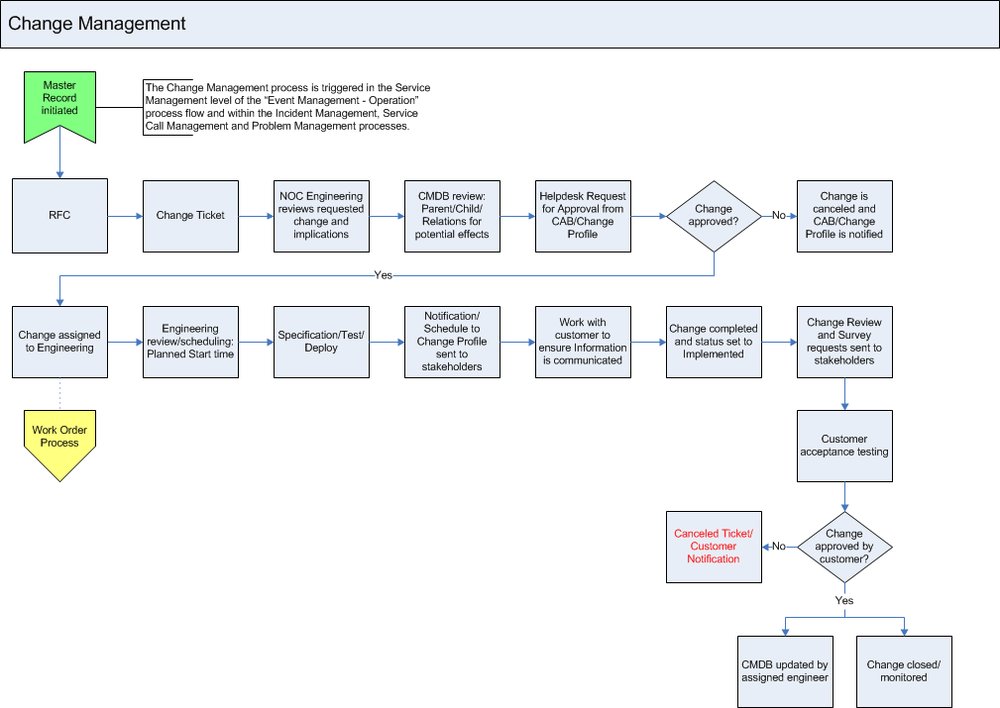 Change Management
Master
Record
initiated
The Change Management process is triggered in the Service
Management level of the “Event Management - Operation”
process flow and within the Incident Management, Service
Call Management and Problem Management processes.
RFC
Change Ticket
NOC Engineering
reviews requested
change and
implications
CMDB review:
Parent/Child/
Relations for
potential effects
Helpdesk Request
for Approval from
CAB/Change
Profile
Change
approved?
No
Change is
canceled and
CAB/Change
Profile is notified
Yes
Change assigned
to Engineering
Engineering
review/scheduling:
Planned Start time
Specification/Test/
Deploy
Notification/
Schedule to
Change Profile
sent to
stakeholders
Work with
customer to
ensure Information
is communicated
Change completed
and status set to
Implemented
Change Review
and Survey
requests sent to
stakeholders
Work Order
Process
Customer
acceptance testing
Canceled Ticket/
Customer
Notification
No
Change
approved by
customer?
Yes
CMDB updated by
assigned engineer
Change closed/
monitored